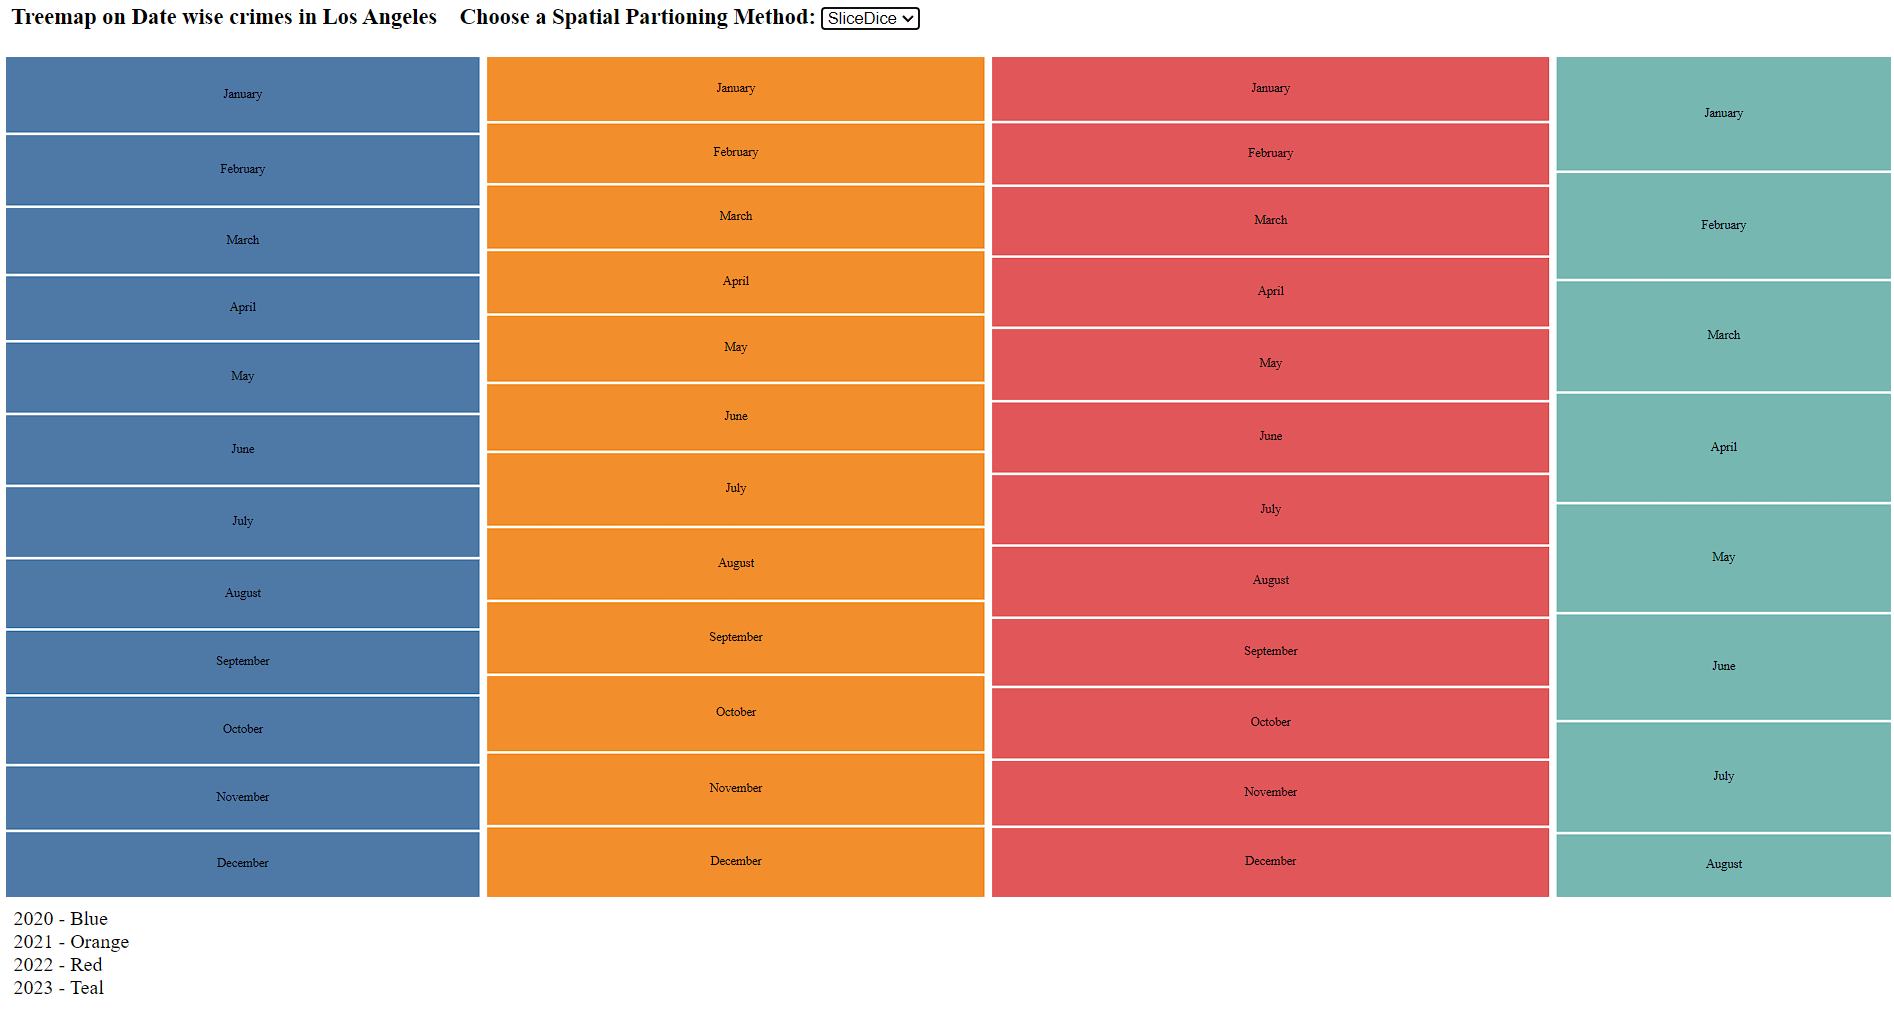 Treemap on Date wise crimes in Los Angeles Choose a Spatial Partioning Method: SliceDice
January
February
March
April
May
June
July
August
September
October
November
December
January
February
March
April
May
June
July
August
September
October
November
December
January
February
March
April
May
June
July
August
September
October
November
December
January
February
March
April
May
June
July
August
2020 - Blue
2021 - Orange
2022 - Red
2023 - Teal